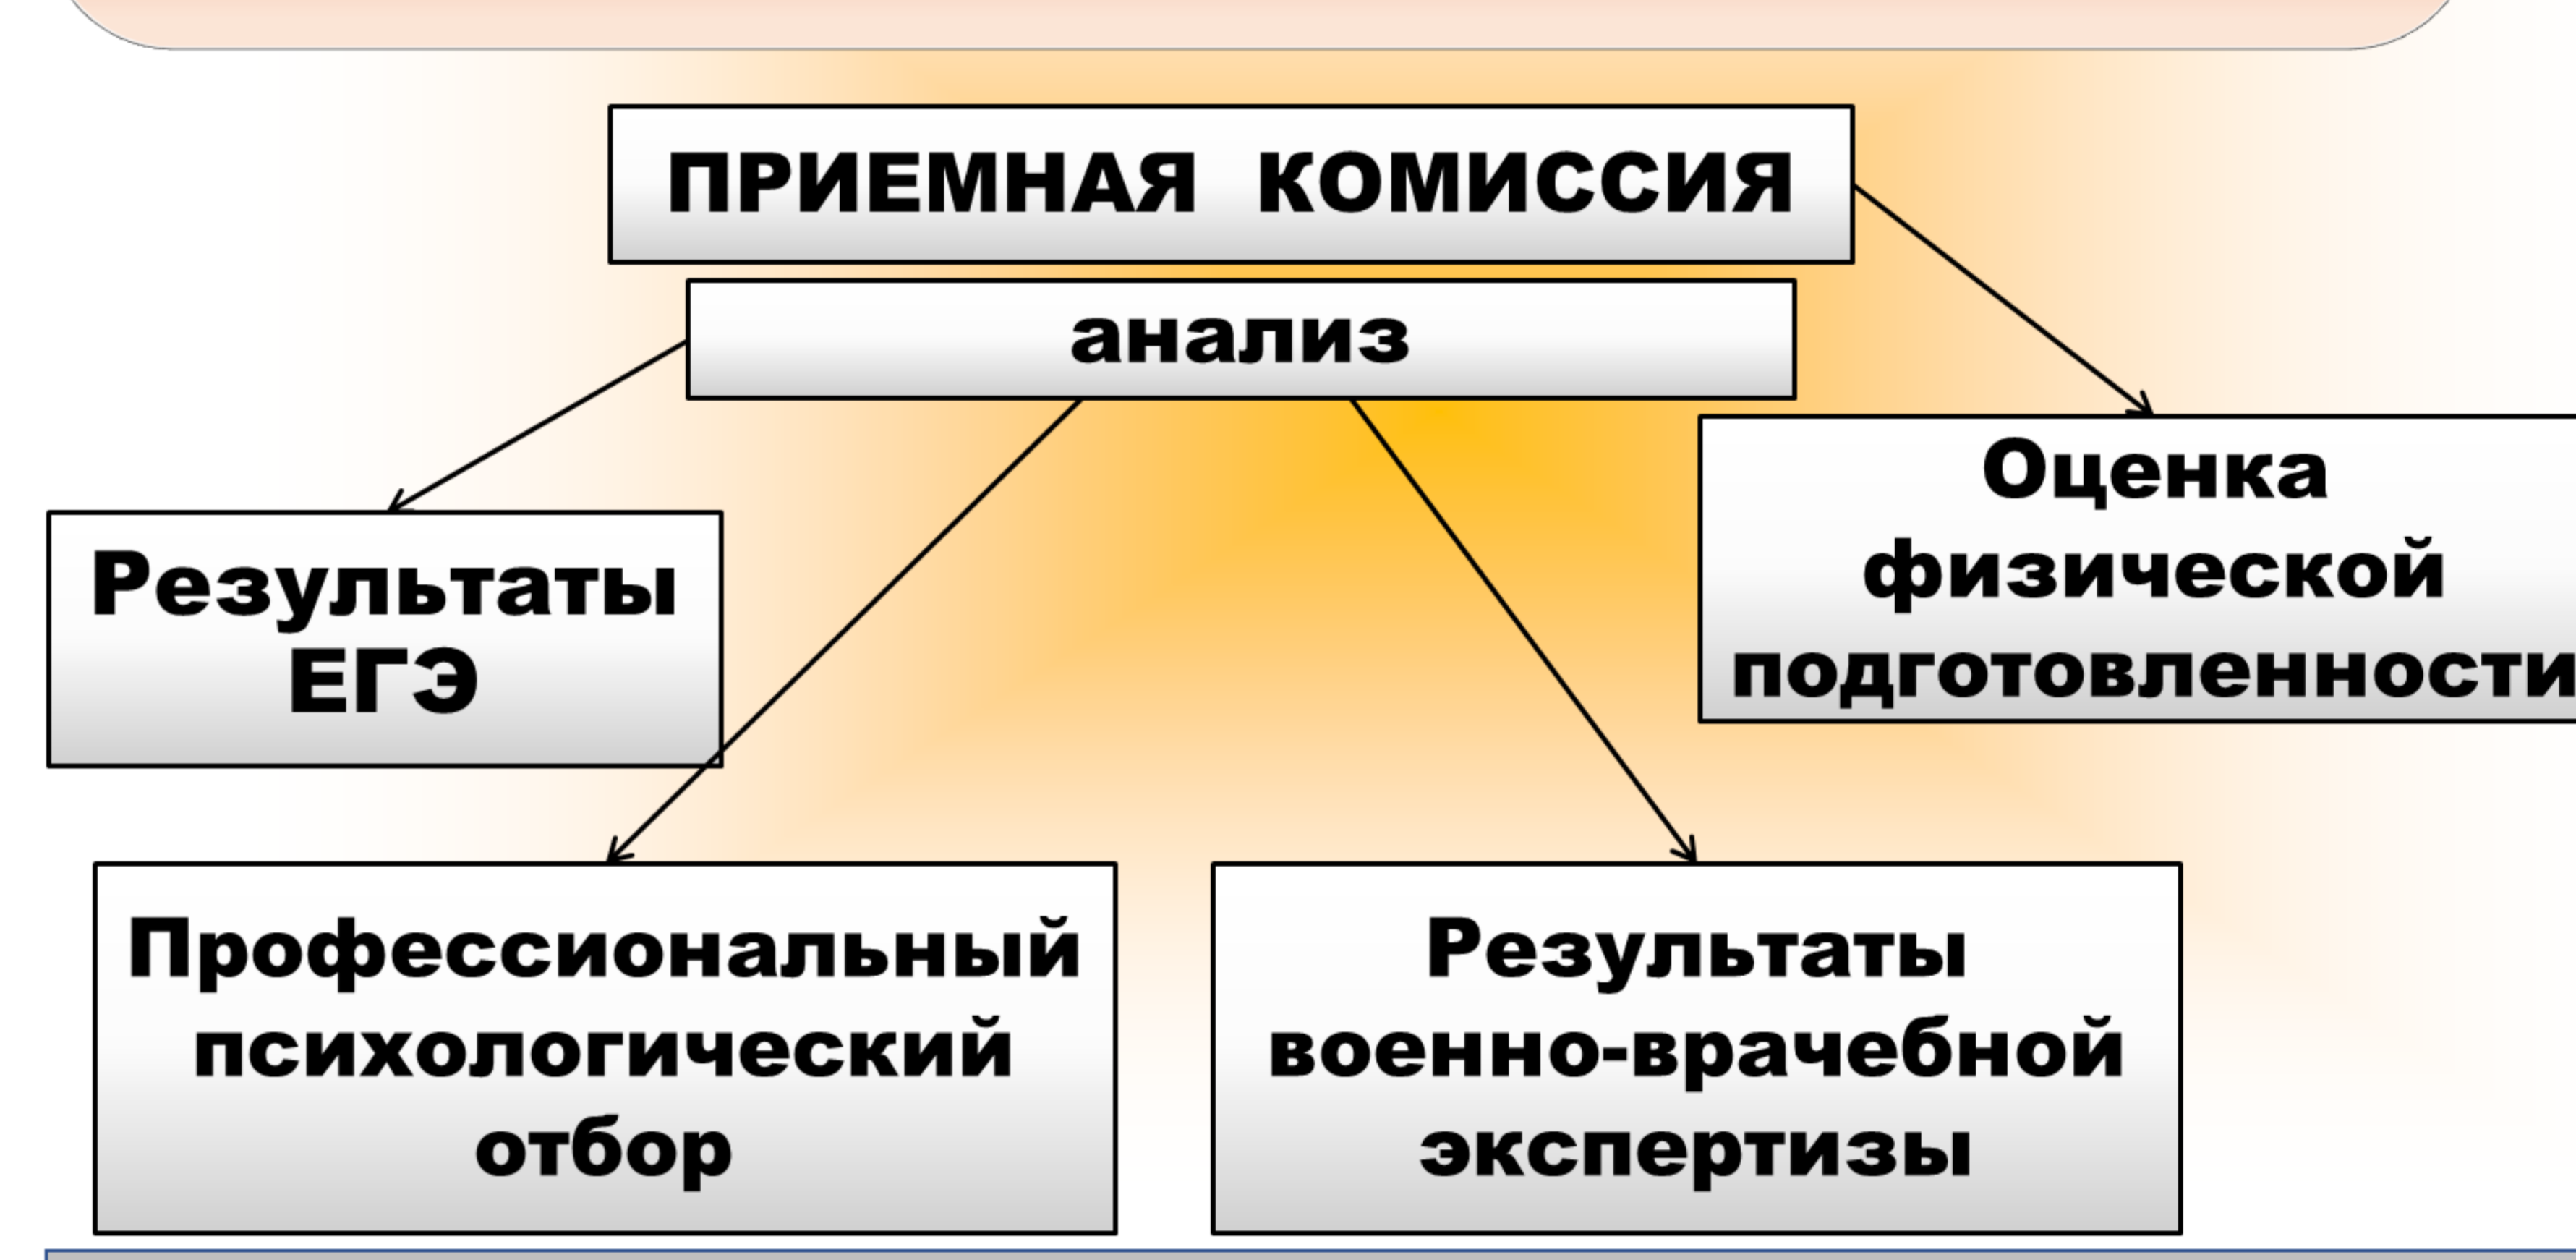 ПРИЕМНАЯ КОМИССИЯ
анализ
Оценка
физической
подготовленности
Результаты
ЕГЭ
Профессиональный
психологический
отбор
Результаты
военно-врачебной
экспертизы